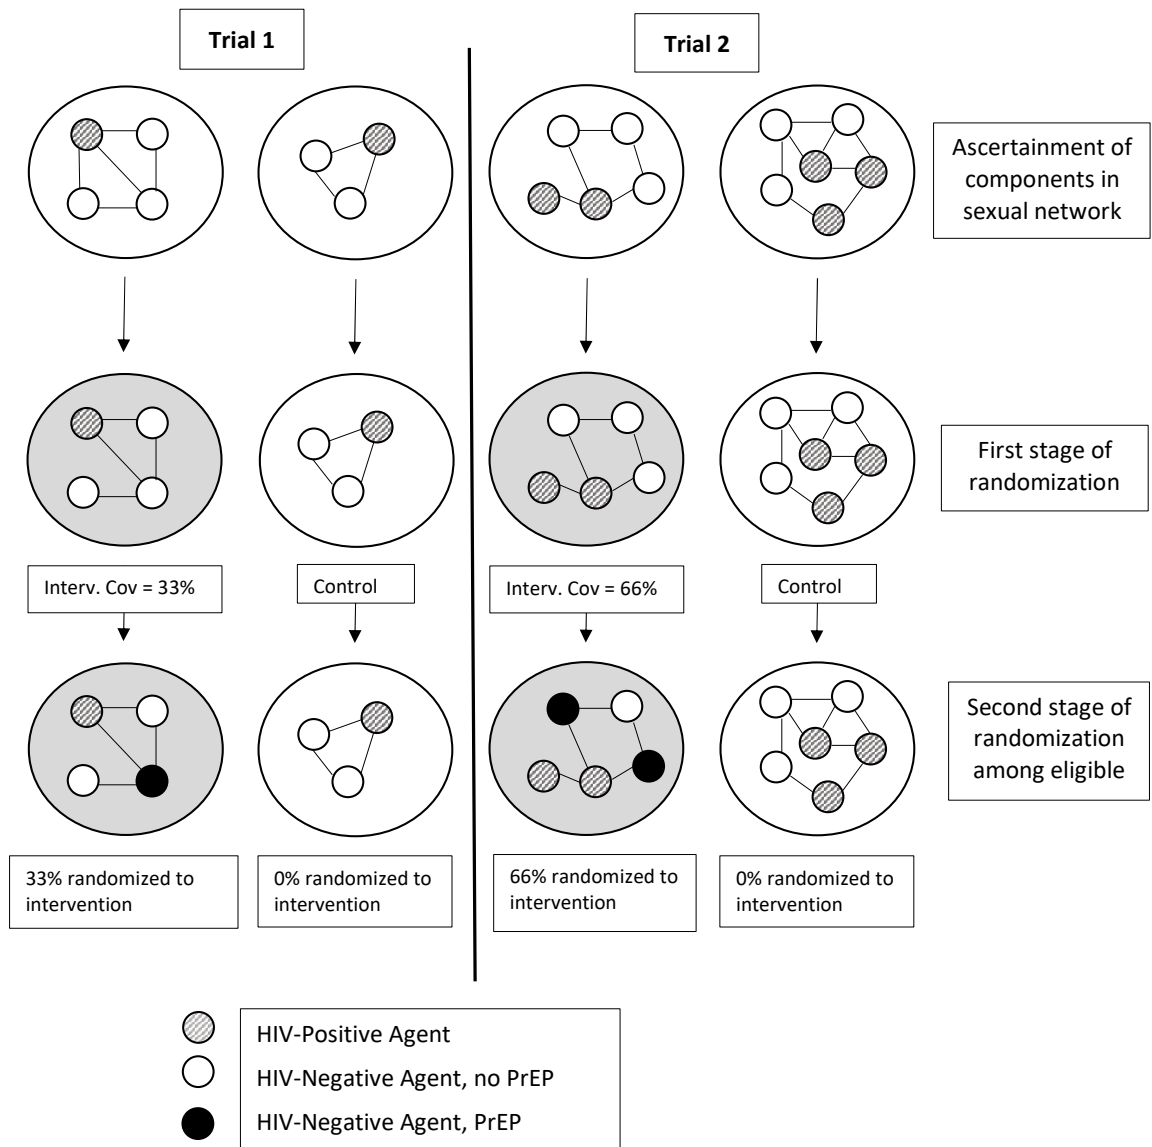 Trial 1
Trial 2
Ascertainment of
components in
sexual network
First stage of
randomization
Interv. Cov = 33%
Control
Interv. Cov = 66%
Control
Second stage of
randomization
among eligible
33% randomized to
intervention
0% randomized to
intervention
66% randomized to
intervention
0% randomized to
intervention
HIV-Positive Agent
HIV-Negative Agent, no PrEP
HIV-Negative Agent, PrEP